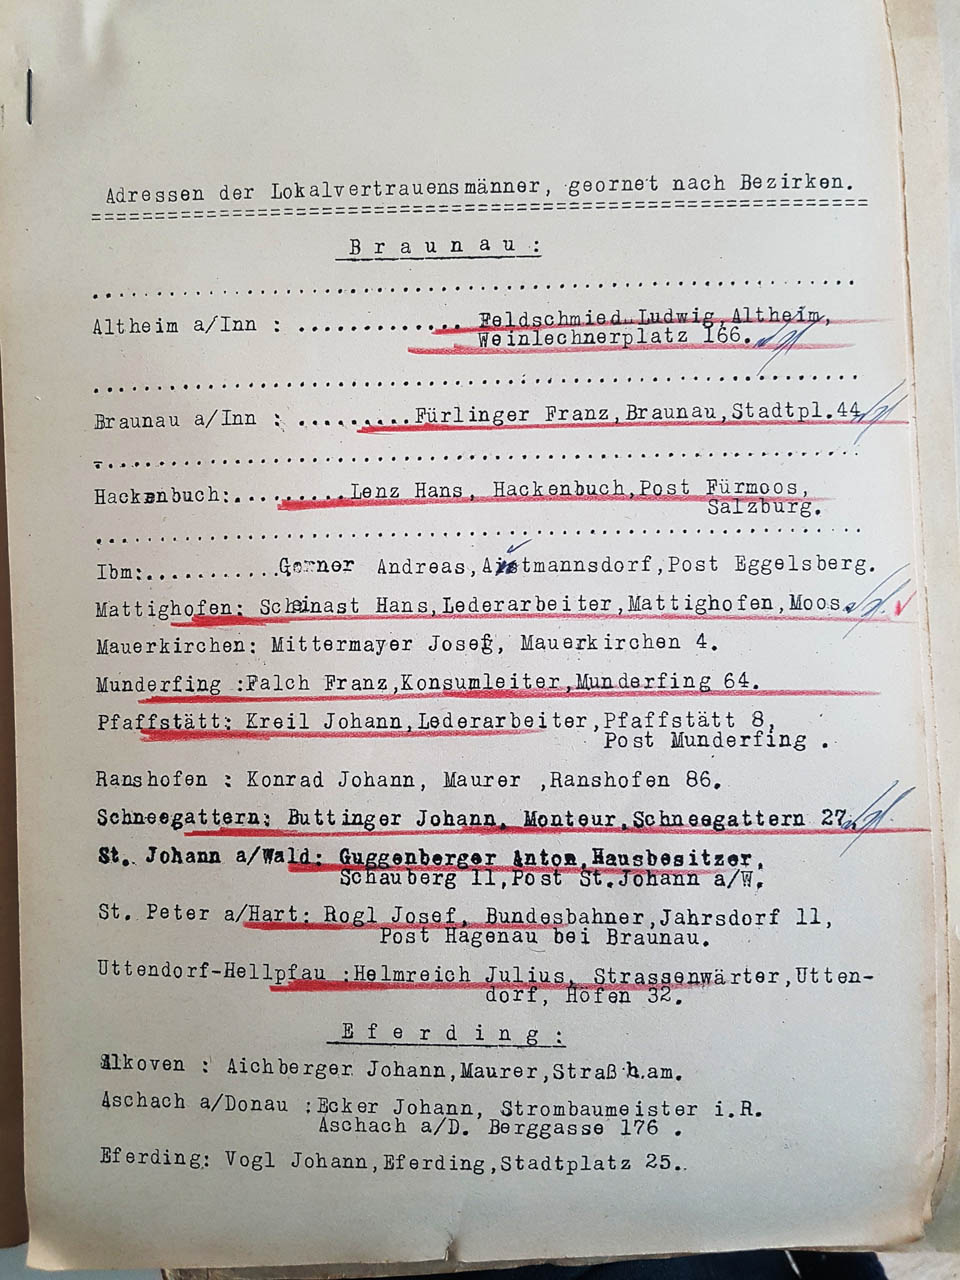 Adressen der Lokalvertrauensmänner, geornet nach Bezirken.
==========================================================
B r a u n a u :
............................................................
Altheim a/Inn : ............. Feldschmied Ludwig, Altheim,
Weinlechnerplatz 166.
............................................................
Braunau a/Inn : .........Fürlinger Franz,Braunau,Stadtpl.44
............................................................
Hackenbuch:..........Lenz Hans, Hackenbuch,Post Fürmoos,
Salzburg.
............................................................
Ibm:...........Gerner Andreas, Post Eggelsberg.
Mattighofen: Hans,Lederarbeiter,Mattighofen,Moos.
Mauerkirchen: Mittermayer Josef, Mauerkirchen 4.
Munderfing :Falch Franz,Konsumleiter,Munderfing 64.
Pfaffstätt: Kreil Johann,Lederarbeiter,Pfaffstätt 8,
Post Munderfing .
Ranshofen : Konrad Johann, Maurer ,Ranshofen 86.
Schneegattern: Buttinger Johann, Monteur,Schneegattern 27.
St. Johann a/Wald: Guggenberger Anton,Hausbesitzer,
Schauberg 11,Post St.Johann a/W.
St. Peter a/Hart: Rogl Josef, Bundesbahner,Jahrsdorf 11,
Post Hagenau bei Braunau.
Uttendorf-Hellpfau :Helmreich Julius, Strassenwärter,Utten-
dorf, Höfen 32.
E f e r d i n g :
Alkoven : Aichberger Johann,Maurer,Straß h.am.
Aschach a/Donau :Ecker Johann, Strombaumeister i.R.
Aschach a/D. Berggasse 176 .
Eferding: Vogl Johann,Eferding,Stadtplatz 25.